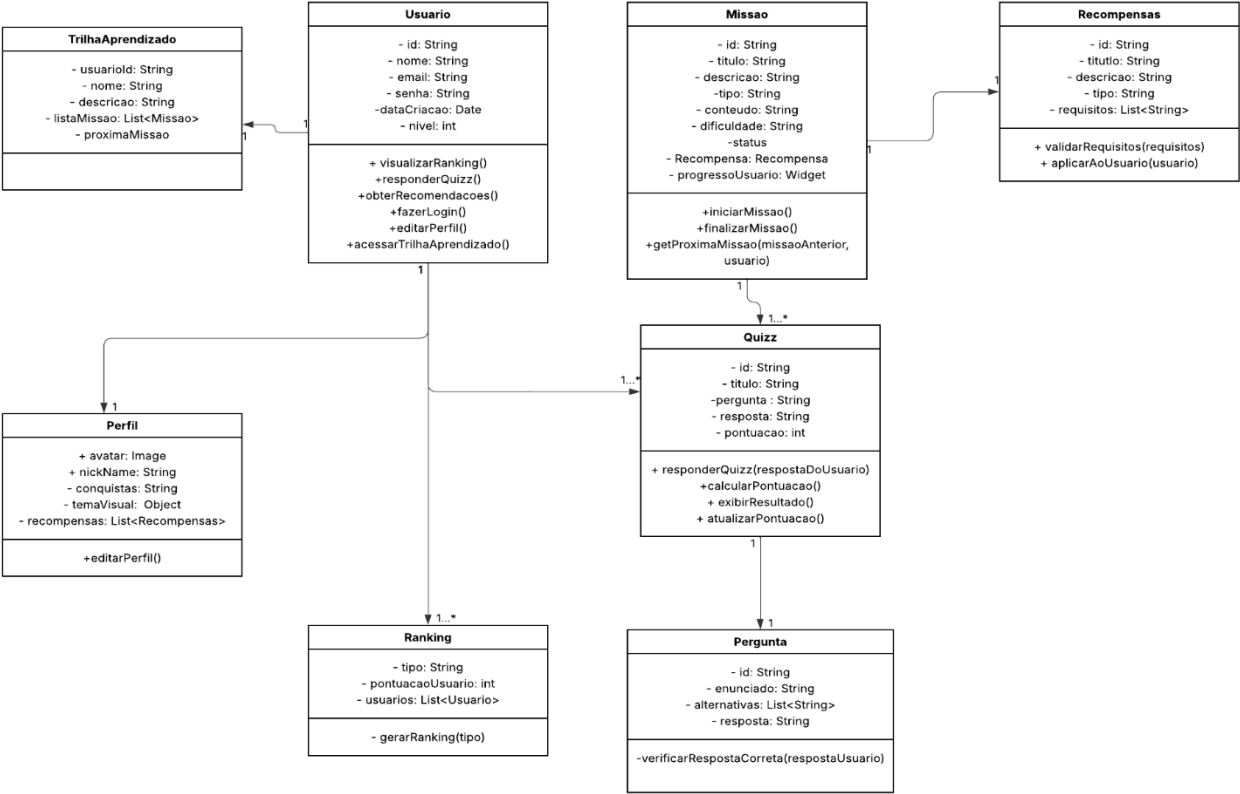 TrilhaAprendizado
- usuarioId: String
- nome: String
- descricao: String
- listaMissao: List<Missao>
- proximaMissao
1
1
Usuario
- id: String
- nome: String
- email: String
- senha: String
-dataCriacao: Date
- nivel: int
+ visualizarRanking()
+responderQuizz()
+obterRecomendacoes()
+fazerLogin()
+editarPerfil()
+acessarTrilhaAprendizado()
1
Missao
- id: String
- titulo: String
- descricao: String
-tipo: String
- conteudo: String
- dificuldade: String
-status
- Recompensa: Recompensa
- progressoUsuario: Widget
+iniciarMissao()
+finalizarMissao()
+getProximaMissao(missaoAnterior,
usuario)
1
1
1
Recompensas
- id: String
- titutlo: String
- descricao: String
- tipo: String
- requisitos: List<String>
+ validarRequisitos(requisitos)
+ aplicarAoUsuario(usuario)
1...*
1...*
Quizz
- id: String
- titulo: String
-pergunta : String
- resposta: String
- pontuacao: int
+ responderQuizz(respostaDoUsuario)
+calcularPontuacao()
+ exibirResultado()
+ atualizarPontuacao()
1
1
Perfil
+ avatar: Image
+ nickName: String
- conquistas: String
- temaVisual:  Object
- recompensas: List<Recompensas>
+editarPerfil()
1...*
Ranking
- tipo: String
- pontuacaoUsuario: int
- usuarios: List<Usuario>
- gerarRanking(tipo)
1
Pergunta
- id: String
- enunciado: String
- alternativas: List<String>
- resposta: String
-verificarRespostaCorreta(respostaUsuario)